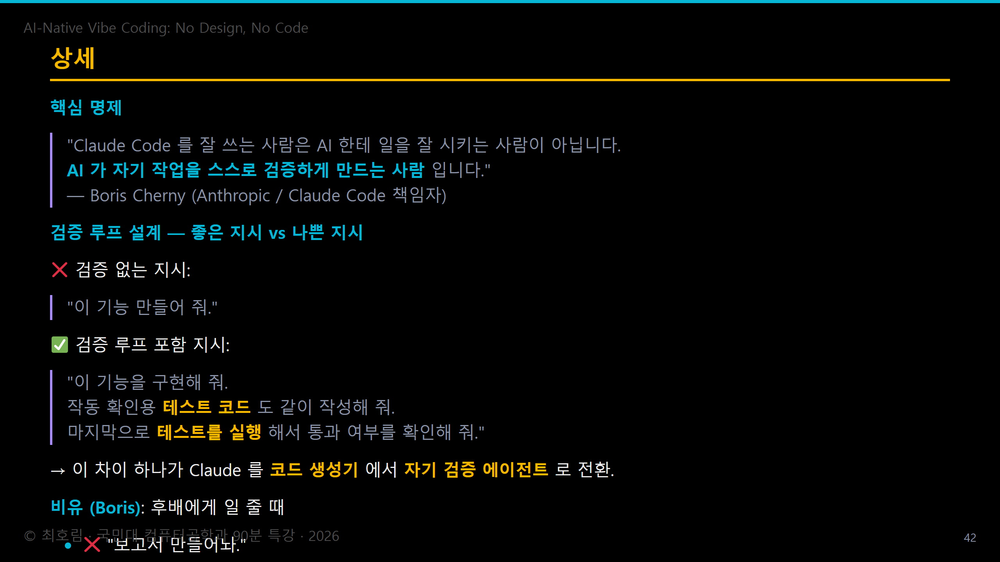 AI-Native Vibe Coding: No Design, No Code
상세
핵심 명제
"Claude Code 를 잘 쓰는 사람은 AI 한테 일을 잘 시키는 사람이 아닙니다.
AI 가 자기 작업을 스스로 검증하게 만드는 사람 입니다."
— Boris Cherny (Anthropic / Claude Code 책임자)
검증 루프 설계 — 좋은 지시 vs 나쁜 지시
❌ 검증 없는 지시:
"이 기능 만들어 줘."
✅ 검증 루프 포함 지시:
"이 기능을 구현해 줘.
작동 확인용 테스트 코드 도 같이 작성해 줘.
마지막으로 테스트를 실행 해서 통과 여부를 확인해 줘."
→ 이 차이 하나가 Claude 를 코드 생성기 에서 자기 검증 에이전트 로 전환.
비유 (Boris): 후배에게 일 줄 때
© 최호림 · 국민대 컴퓨터공학과 90분 특강 · 2026
• ❌ "보고서 만들어놔."
42